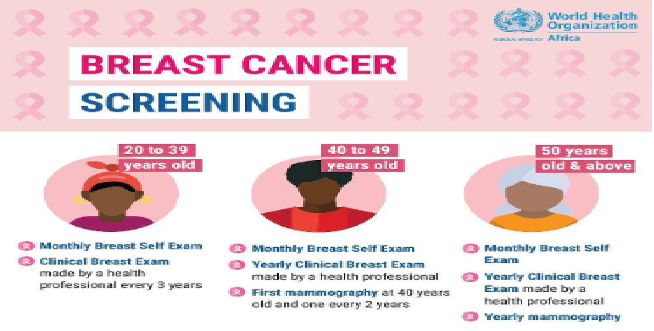 World Health
Organization
REGIONAL OFFICE FOR Africa
BREAST CANCER
SCREENING
20 to 39
years old
Monthly Breast Self Exam
Clinical Breast Exam
made by a health
professional every 3 years
40 to 49
years old
Monthly Breast Self Exam
Yearly Clinical Breast Exam
made by a health professional
First mammography at 40 years
old and one every 2 years
50 years
old & above
Monthly Breast Self
Exam
Yearly Clinical Breast
Exam made by a
health professional
Yearly mammography